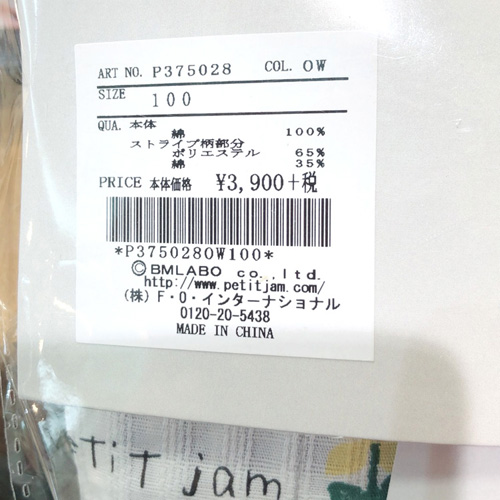 ART NO. P375028 COL. OW
SIZE 100
QUA. 本体
綿 100%
ストライプ柄部分
ポリエステル 65%
綿 35%
PRICE 本体価格 ¥3,900+税
*P375028OW100*
©BMLABO co.,ltd.
http://www.petitjam.com/
(株)F・O・インターナショナル
0120-20-5438
MADE IN CHINA
tit jam